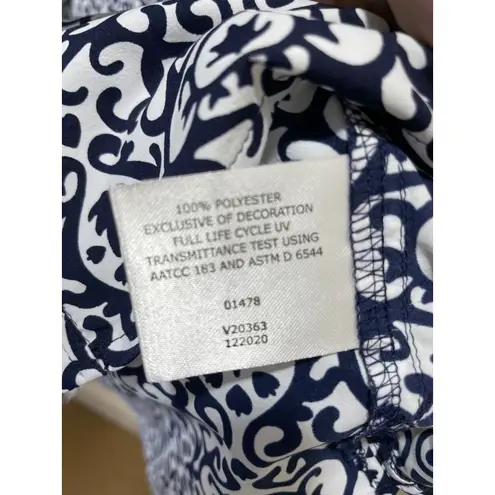 100% POLYESTER
EXCLUSIVE OF DECORATION
FULL LIFE CYCLE UV
TRANSMITTANCE TEST USING
AATCC 183 AND ASTM D 6544
01478
V20363
122020